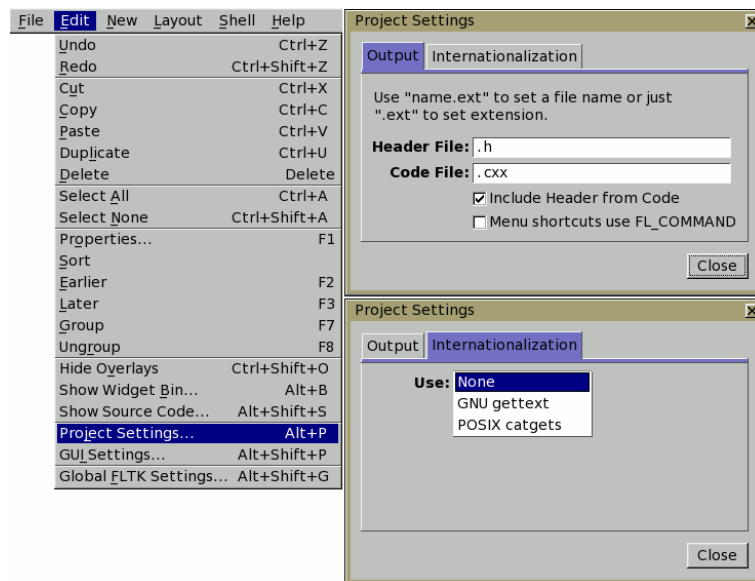 File Edit New Layout Shell Help
Undo Ctrl+Z
Redo Ctrl+Shift+Z
Cut Ctrl+X
Copy Ctrl+C
Paste Ctrl+V
Duplicate Ctrl+U
Delete Delete
Select All Ctrl+A
Select None Ctrl+Shift+A
Properties... F1
Sort
Earlier F2
Later F3
Group F7
Ungroup F8
Hide Overlays Ctrl+Shift+O
Show Widget Bin... Alt+B
Show Source Code... Alt+Shift+S
Project Settings... Alt+P
GUI Settings... Alt+Shift+P
Global FLTK Settings... Alt+Shift+G
Project Settings
Output Internationalization
Use "name.ext" to set a file name or just
".ext" to set extension.
Header File: .h
Code File: .cxx
Include Header from Code
Menu shortcuts use FL_COMMAND
Close
Project Settings
Output Internationalization
Use: None
GNU gettext
POSIX catgets
Close